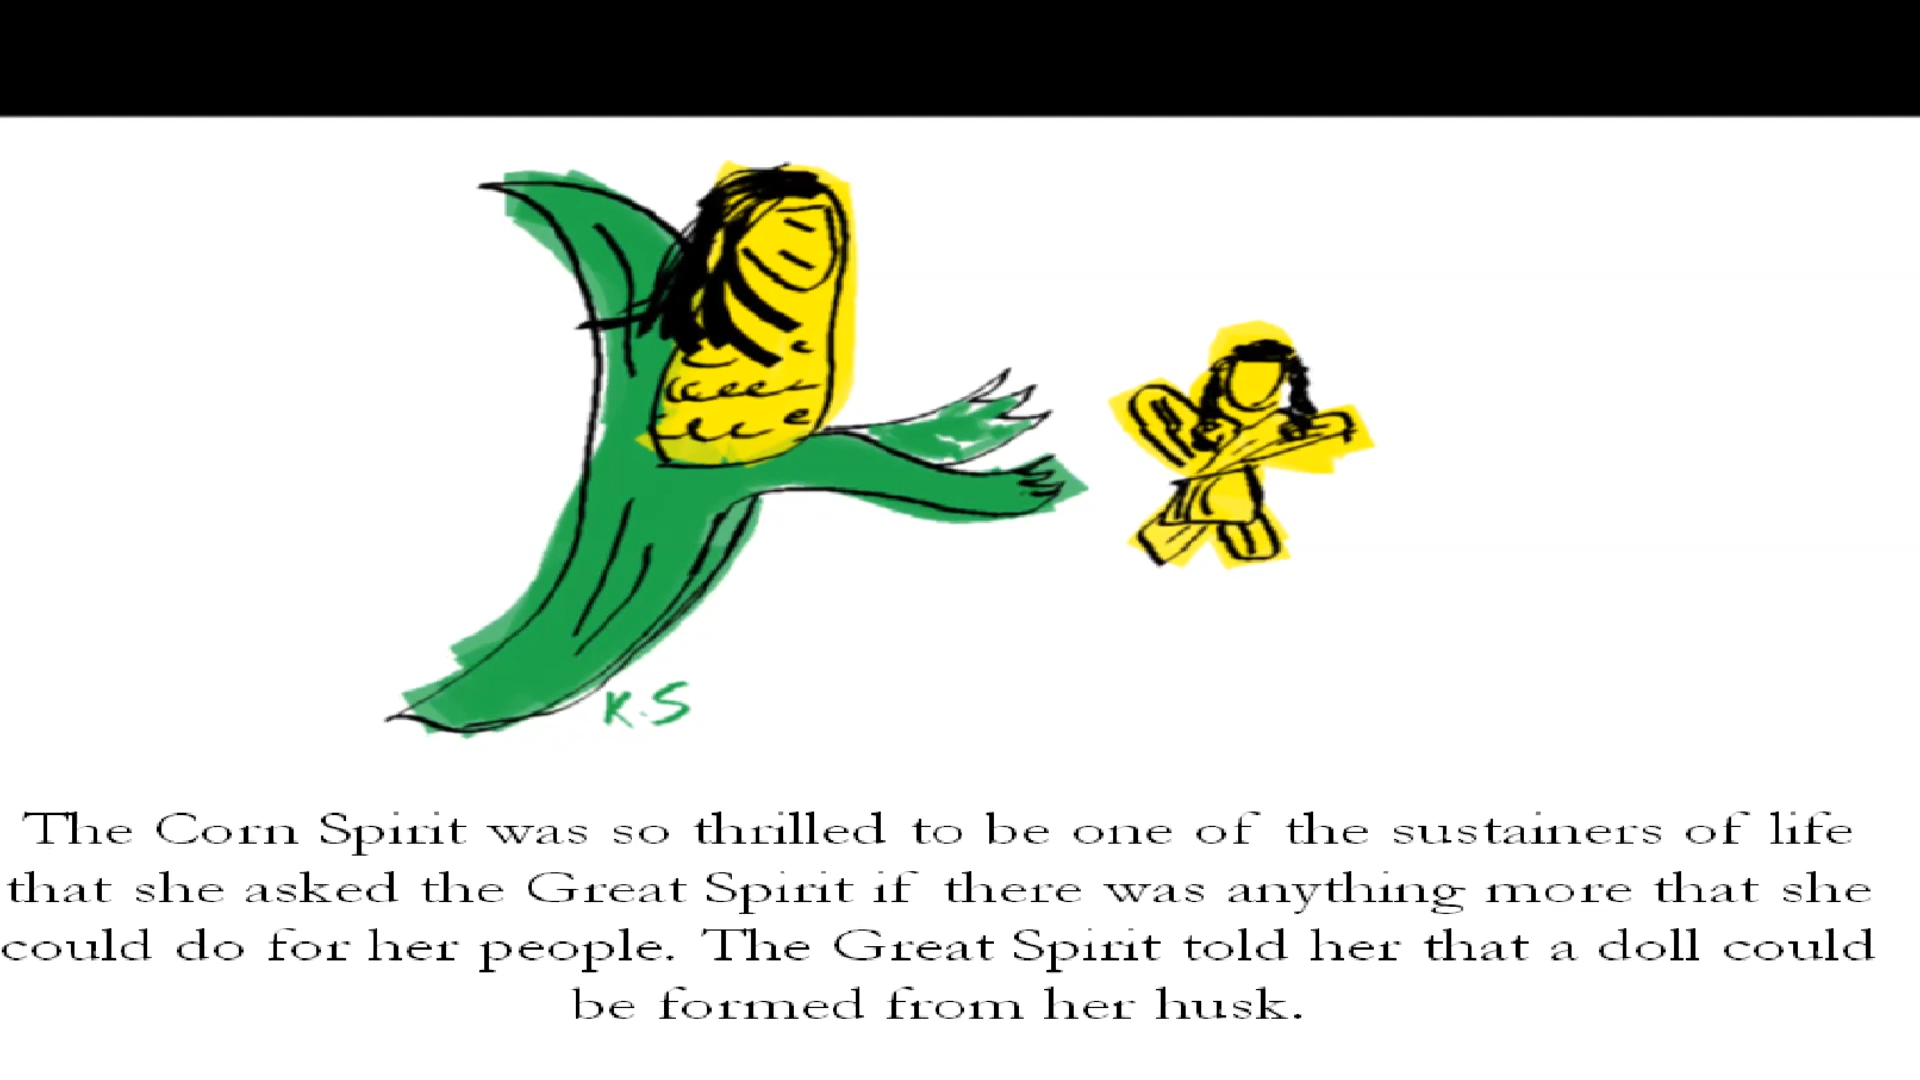 K.S
The Corn Spirit was so thrilled to be one of the sustainers of life
that she asked the Great Spirit if there was anything more that she
could do for her people. The Great Spirit told her that a doll could
be formed from her husk.